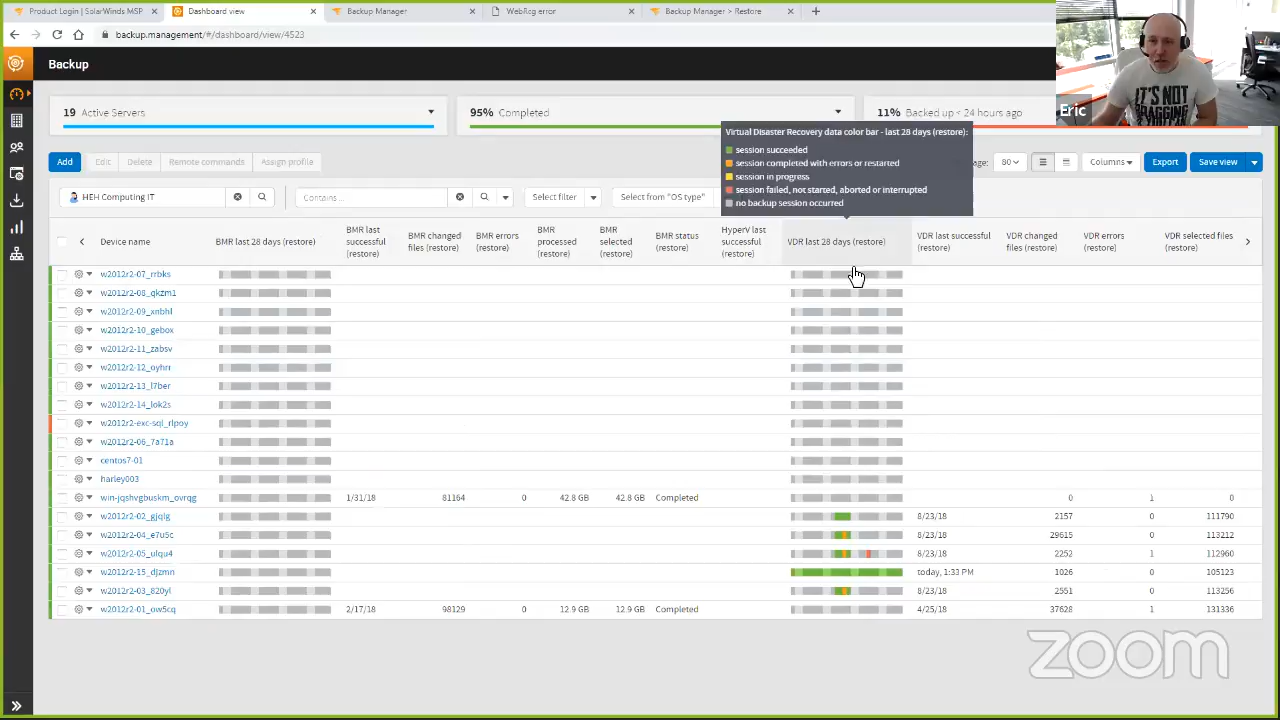 Product Login | SolarWinds MSP
Dashboard view
Backup Manager
WebRcg error
Backup Manager > Restore
backup.management/#/dashboard/view/4523
Backup
Eric
IT'S NOT
19 Active Servers
95% Completed
11% Backed up < 24 hours ago
Virtual Disaster Recovery data color bar - last 28 days (restore):
session succeeded
session completed with errors or restarted
session in progress
session failed, not started, aborted or interrupted
no backup session occurred
Add Edit Delete Remote commands Assign profile 80 Columns Export Save view
HEH Computing IT Contains... Select filter Select from "OS type"
Device name BMR last 28 days (restore) BMR last successful (restore) BMR changed files (restore) BMR errors (restore) BMR processed (restore) BMR selected (restore) BMR status (restore) HyperV last successful (restore) VDR last 28 days (restore) VDR last successful (restore) VDR changed files (restore) VDR errors (restore) VDR selected files (restore)
w2012r2-07_rrbks
w2012r2-08_qkzm1
w2012r2-09_xnbhl
w2012r2-10_gebox
w2012r2-11_zabsv
w2012r2-12_oyhrr
w2012r2-13_l7ber
w2012r2-14_lok2s
w2012r2-exc-sql_rlpoy
w2012r2-06_7a71a
centos7-01
harley003
win-jqshvgbuskm_ovrqg 1/31/18 81164 0 42.8 GB 42.8 GB Completed 0 1 0
w2012r2-02_gjqlg 8/23/18 2157 0 111790
w2012r2-04_e7u5c 8/23/18 29615 0 113212
w2012r2-05_ulqu4 8/23/18 2252 1 112960
w2012r2-15_djzmn today, 1:33 PM 1026 0 105123
w2012r2-03_820yl 8/23/18 2551 0 113256
w2012r2-01_ow5cq 2/17/18 98129 0 12.9 GB 12.9 GB Completed 4/25/18 37628 1 131336
zoom